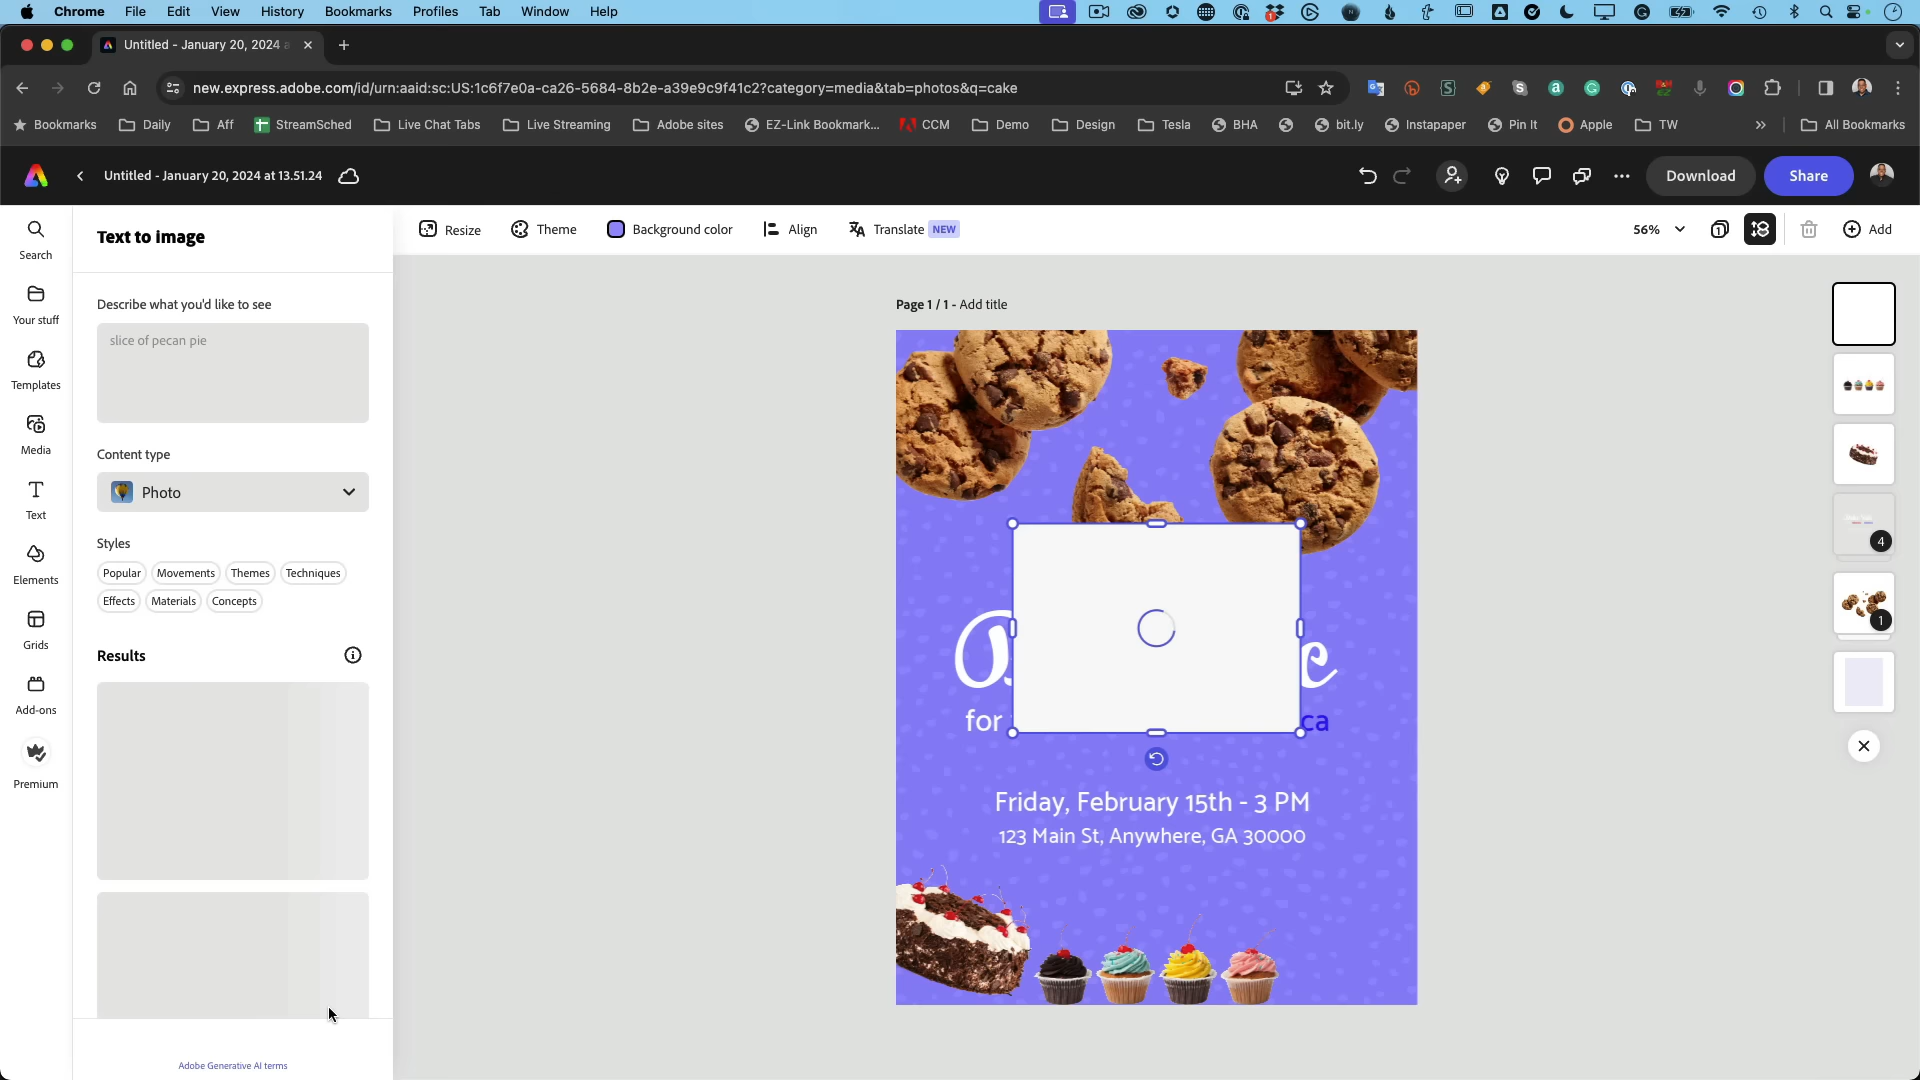 Chrome File Edit View History Bookmarks Profiles Tab Window Help
Untitled - January 20, 2024 a
new.express.adobe.com/id/urn:aaid:sc:US:1c6f7e0a-ca26-5684-8b2e-a39e9c9f41c2?category=media&tab=photos&q=cake
Bookmarks Daily Aff StreamSched Live Chat Tabs Live Streaming Adobe sites EZ-Link Bookmark... CCM Demo Design Tesla BHA bit.ly Instapaper Pin It Apple TW » All Bookmarks
Untitled - January 20, 2024 at 13.51.24
Download Share
Resize Theme Background color Align Translate NEW 56% 1 Add
Search
Your stuff
Templates
Media
Text
Elements
Grids
Add-ons
Premium
Text to image
Describe what you'd like to see
slice of pecan pie
Content type
Photo
Styles
Popular Movements Themes Techniques
Effects Materials Concepts
Results
Adobe Generative AI terms
Page 1 / 1 - Add title
e
for ca
Friday, February 15th - 3 PM
123 Main St, Anywhere, GA 30000
4
1